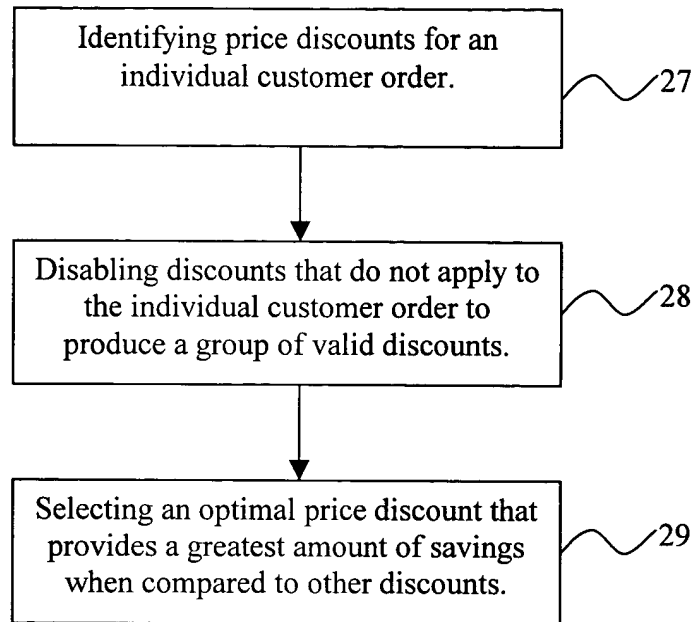 Identifying price discounts for an
individual customer order.
27
Disabling discounts that do not apply to
the individual customer order to
produce a group of valid discounts.
28
Selecting an optimal price discount that
provides a greatest amount of savings
when compared to other discounts.
29